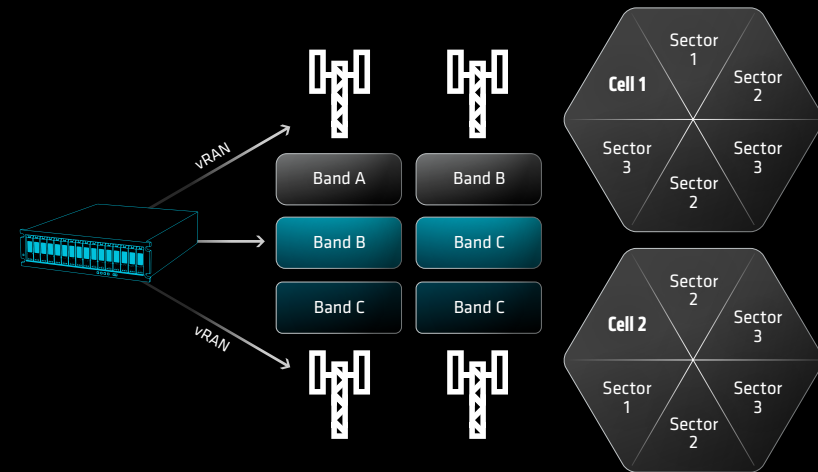 vRAN
vRAN
Band A
Band B
Band B
Band C
Band C
Band C
Cell 1
Sector
1
Sector
2
Sector
3
Sector
2
Sector
3
Cell 2
Sector
2
Sector
3
Sector
3
Sector
2
Sector
1